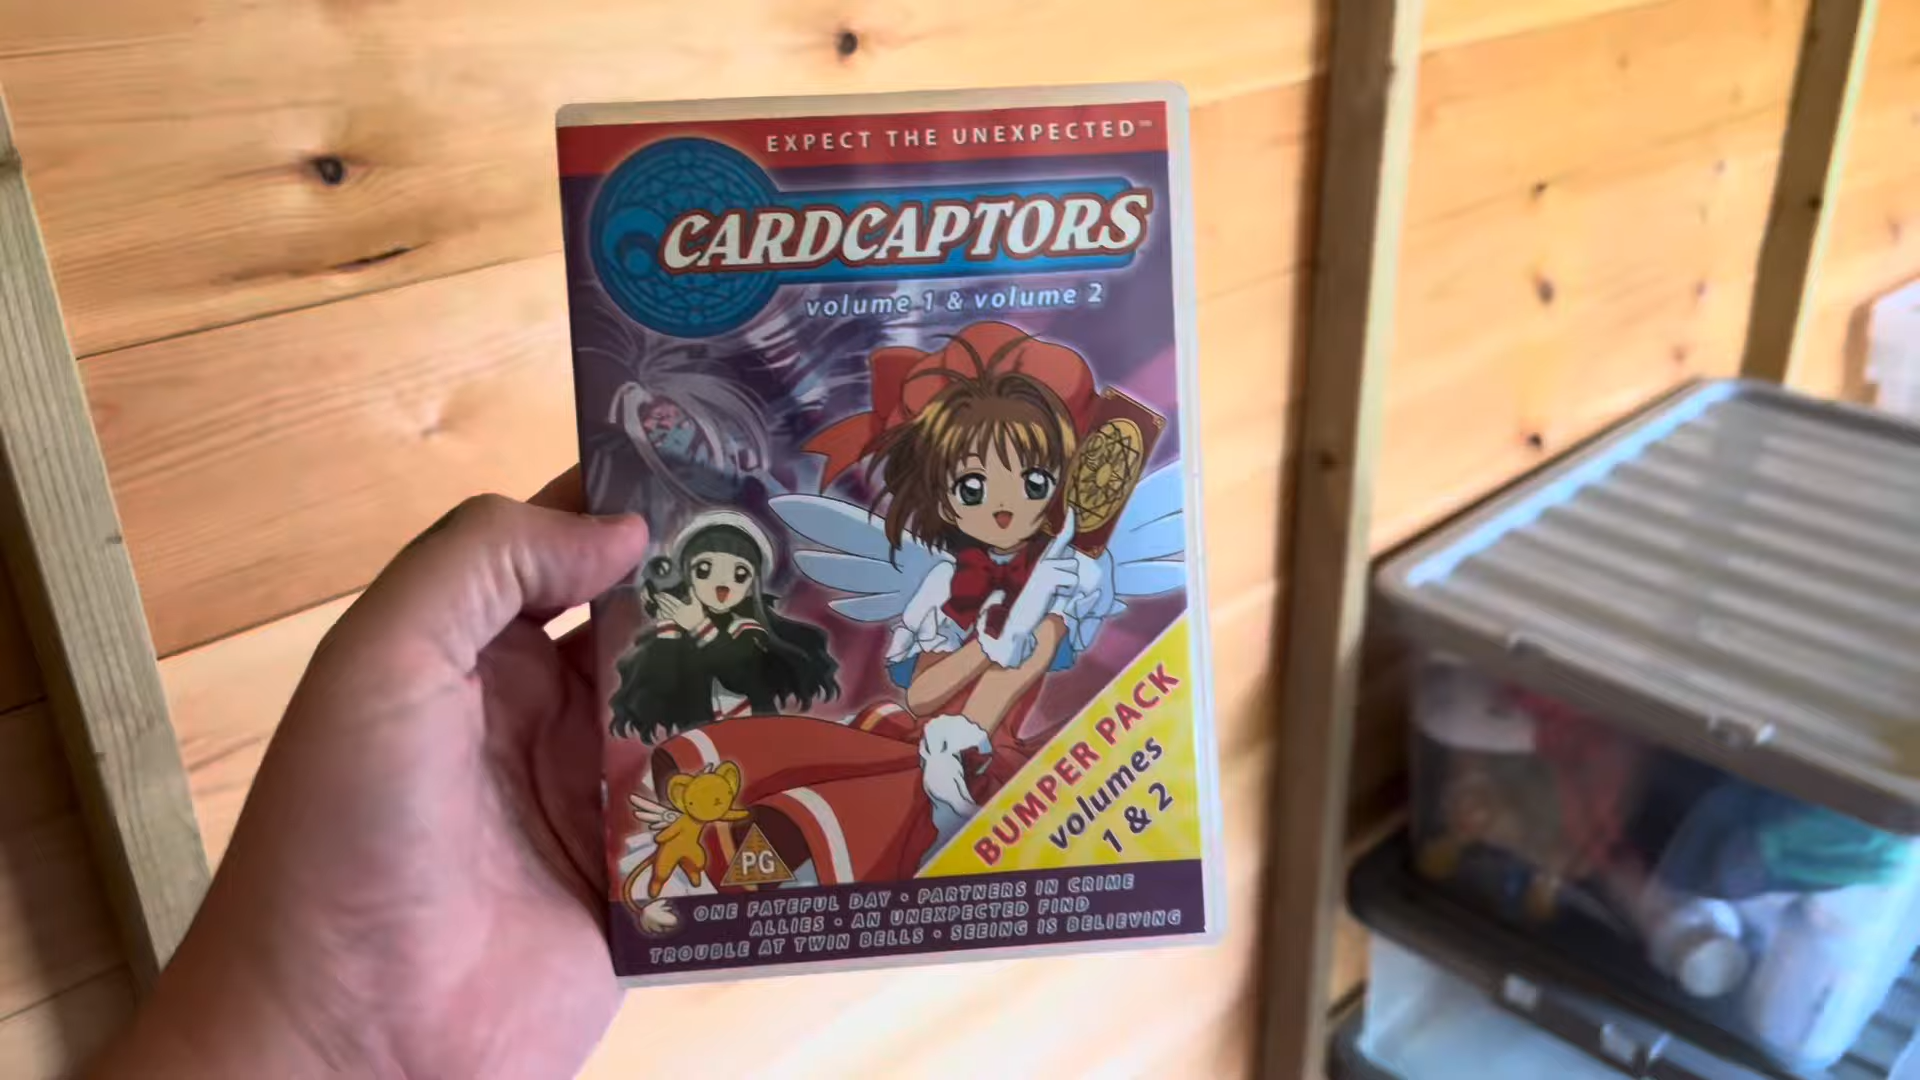 EXPECT THE UNEXPECTED™
CARDCAPTORS
volume 1 & volume 2
BUMPER PACK
volumes
1 & 2
PG
ONE FATEFUL DAY • PARTNERS IN CRIME
ALLIES • AN UNEXPECTED FIND
TROUBLE AT TWIN BELLS • SEEING IS BELIEVING